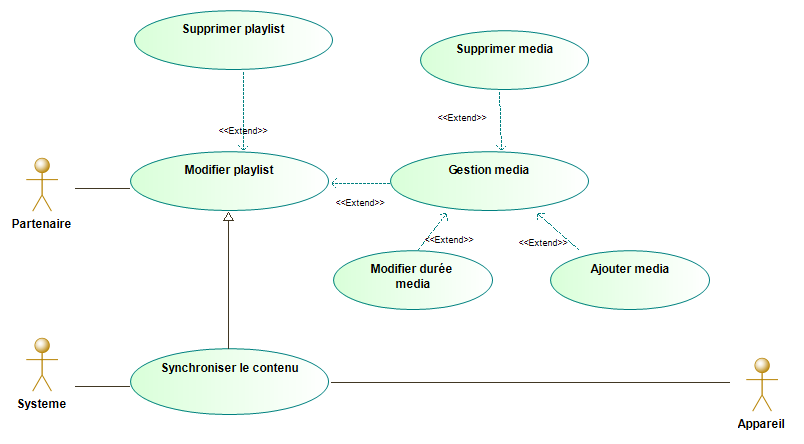 Supprimer playlist
Supprimer media
<<Extend>>
<<Extend>>
Modifier playlist
Gestion media
<<Extend>>
Partenaire
<<Extend>>
<<Extend>>
Modifier durée
media
Ajouter media
Synchroniser le contenu
Systeme
Appareil